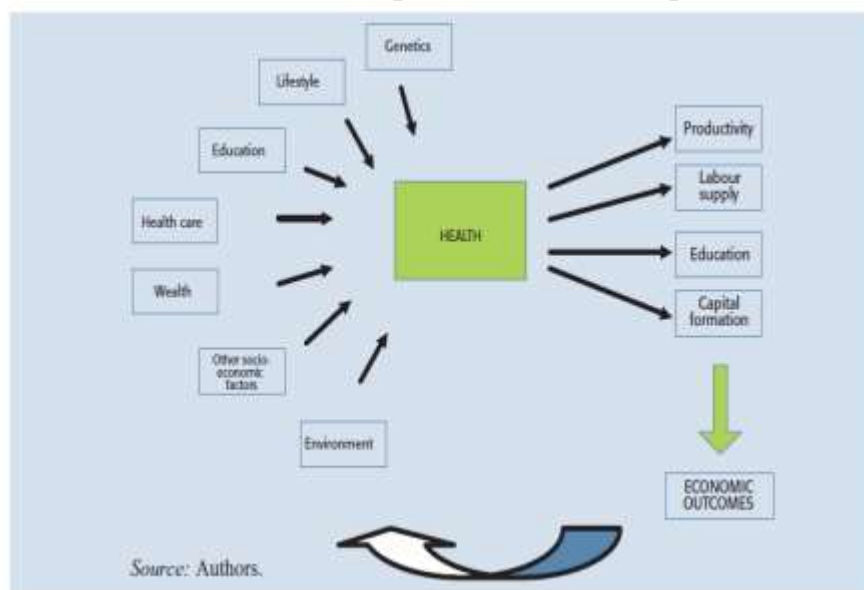 Genetics
Lifestyle
Education
Health care
Wealth
Other socio-
economic
factors
Environment
HEALTH
Productivity
Labour
supply
Education
Capital
formation
ECONOMIC
OUTCOMES
Source: Authors.